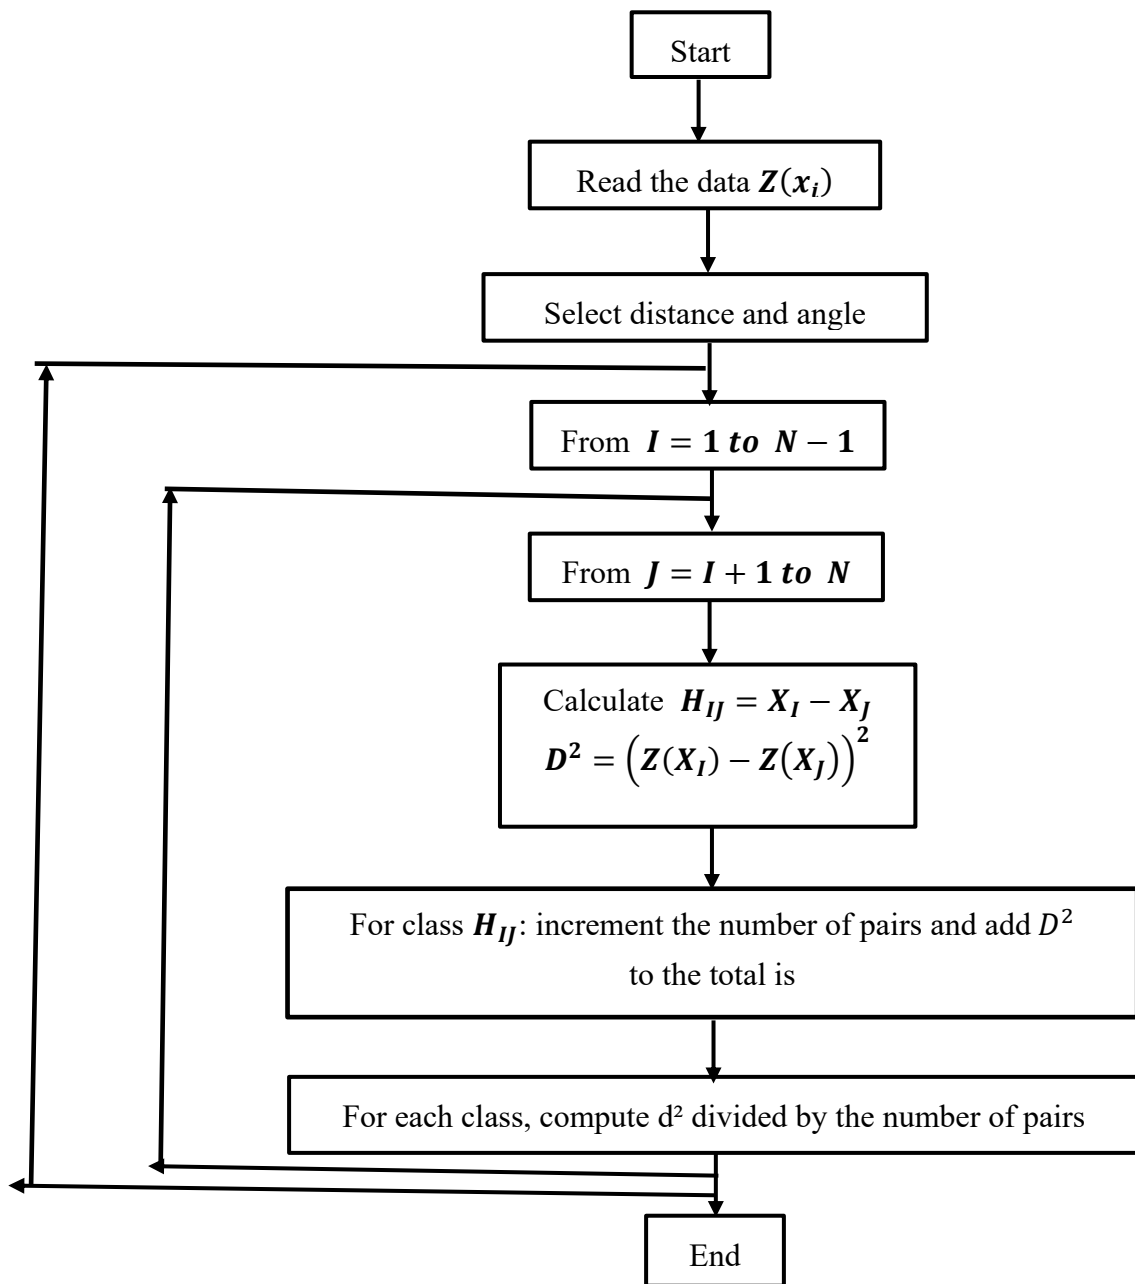 Start
Read the data Z(xᵢ)
Select distance and angle
From I = 1 to N − 1
From J = I + 1 to N
Calculate H_IJ = X_I − X_J
D² = (Z(X_I) − Z(X_J))²
For class H_IJ: increment the number of pairs and add D²
to the total is
For each class, compute d² divided by the number of pairs
End